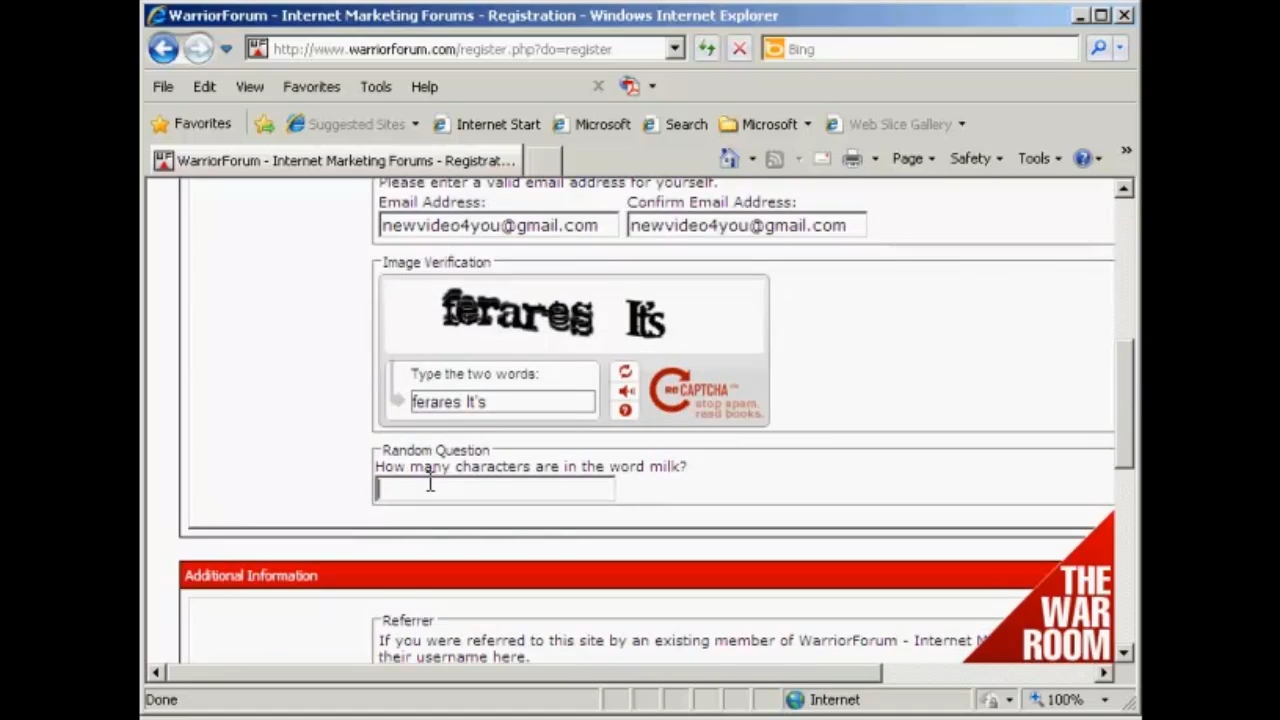 WarriorForum - Internet Marketing Forums - Registration - Windows Internet Explorer
http://www.warriorforum.com/register.php?do=register
Bing
File Edit View Favorites Tools Help
Favorites Suggested Sites Internet Start Microsoft Search Microsoft Web Slice Gallery
WarriorForum - Internet Marketing Forums - Registrat... Page Safety Tools
Please enter a valid email address for yourself.
Email Address: Confirm Email Address:
newvideo4you@gmail.com newvideo4you@gmail.com
Image Verification
ferares It's
Type the two words:
ferares It's
reCAPTCHA™
stop spam.
read books.
Random Question
How many characters are in the word milk?
Additional Information
Referrer
If you were referred to this site by an existing member of WarriorForum - Internet M
their username here.
THE
WAR
ROOM
Done Internet 100%